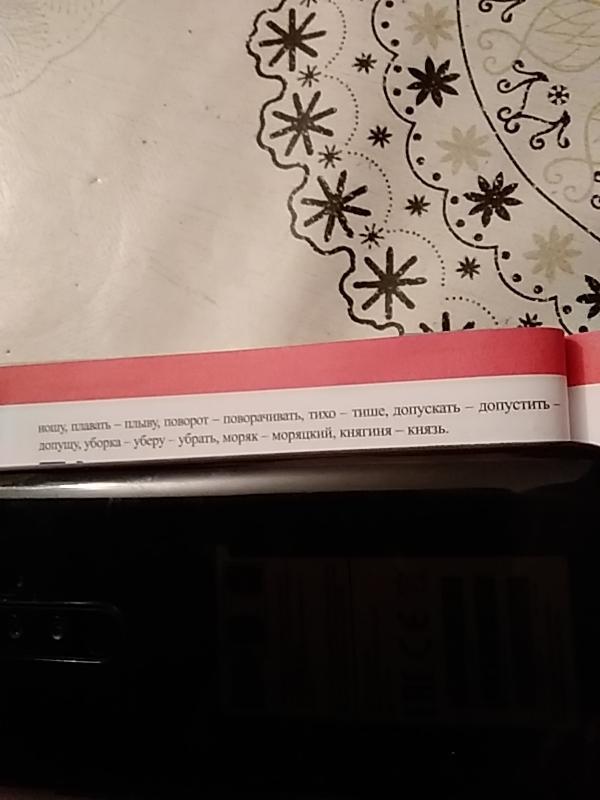 ношу, плавать – плыву, поворот – поворачивать, тихо – тише, допускать – допустить –
допущу, уборка – уберу – убрать, моряк – моряцкий, княгиня – князь.